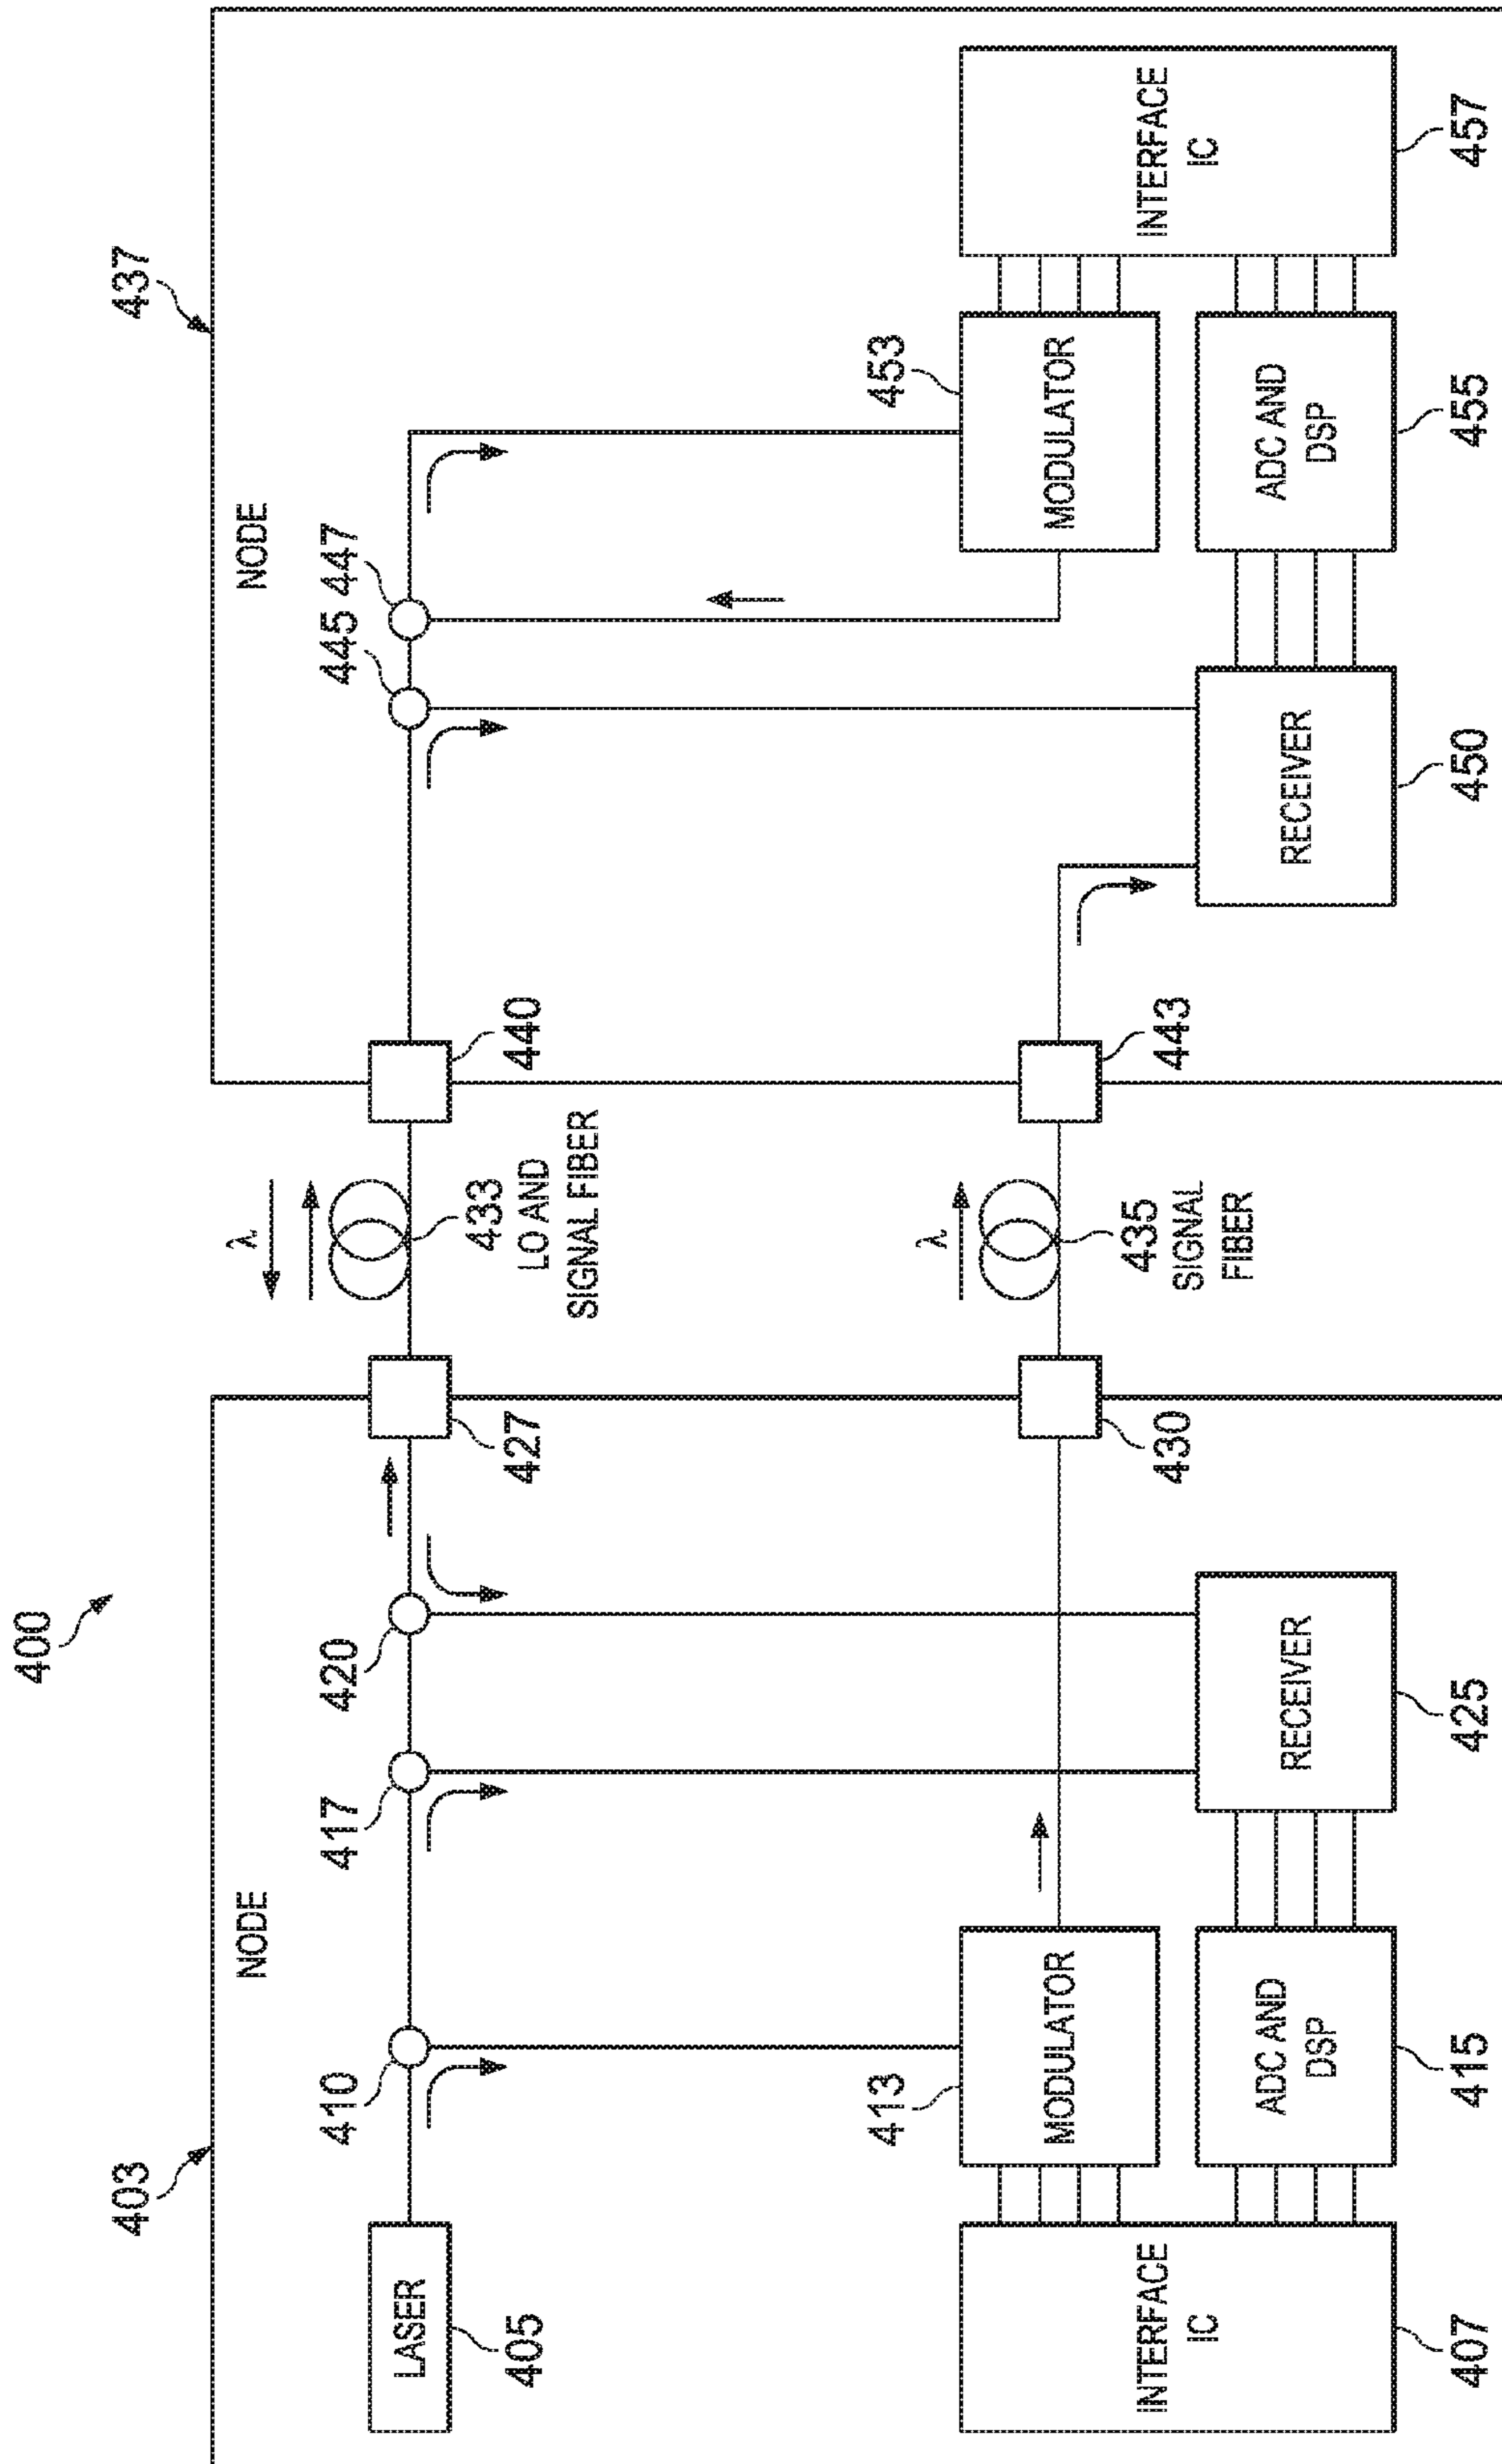 400
403
437
NODE
NODE
LASER
405
410
417
420
427
λ
433
LO AND
SIGNAL FIBER
440
445
447
INTERFACE
IC
407
413
MODULATOR
ADC AND
DSP
415
RECEIVER
425
430
λ
435
SIGNAL
FIBER
443
RECEIVER
450
453
MODULATOR
ADC AND
DSP
455
INTERFACE
IC
457